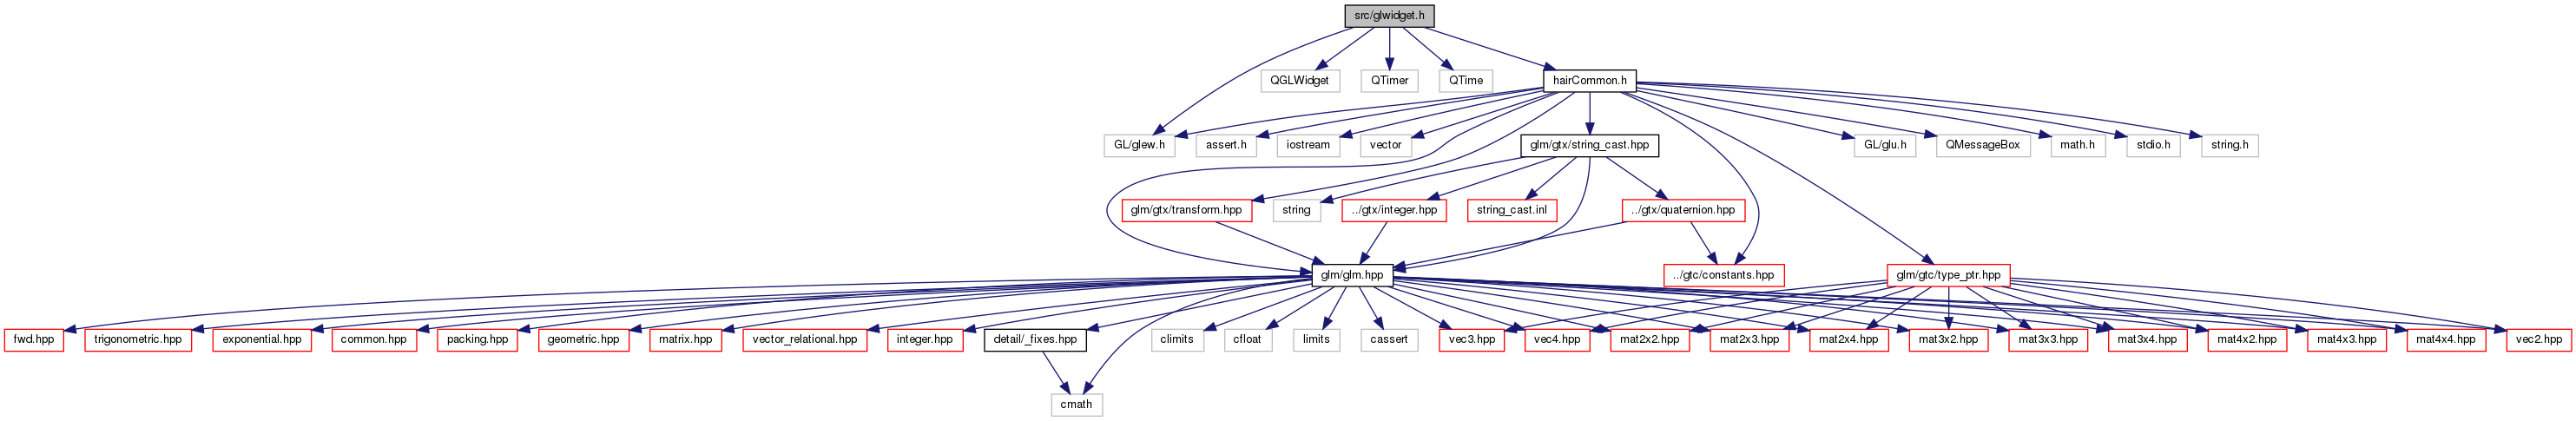 src/glwidget.h
QGLWidget
QTimer
QTime
hairCommon.h
GL/glew.h
assert.h
iostream
vector
glm/gtx/string_cast.hpp
GL/glu.h
QMessageBox
math.h
stdio.h
string.h
glm/gtx/transform.hpp
string
../gtx/integer.hpp
string_cast.inl
../gtx/quaternion.hpp
glm/glm.hpp
../gtc/constants.hpp
glm/gtc/type_ptr.hpp
fwd.hpp
trigonometric.hpp
exponential.hpp
common.hpp
packing.hpp
geometric.hpp
matrix.hpp
vector_relational.hpp
integer.hpp
detail/_fixes.hpp
climits
cfloat
limits
cassert
vec3.hpp
vec4.hpp
mat2x2.hpp
mat2x3.hpp
mat2x4.hpp
mat3x2.hpp
mat3x3.hpp
mat3x4.hpp
mat4x2.hpp
mat4x3.hpp
mat4x4.hpp
vec2.hpp
cmath